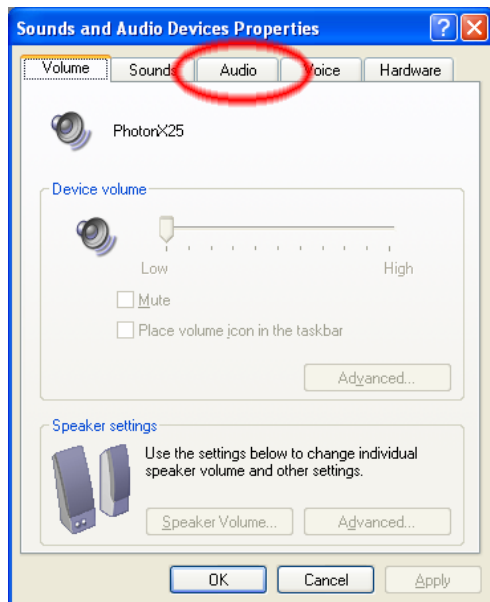 Sounds and Audio Devices Properties
Volume Sounds Audio Voice Hardware
PhotonX25
Device volume
Low High
Mute
Place volume icon in the taskbar
Advanced...
Speaker settings
Use the settings below to change individual
speaker volume and other settings.
Speaker Volume... Advanced...
OK Cancel Apply